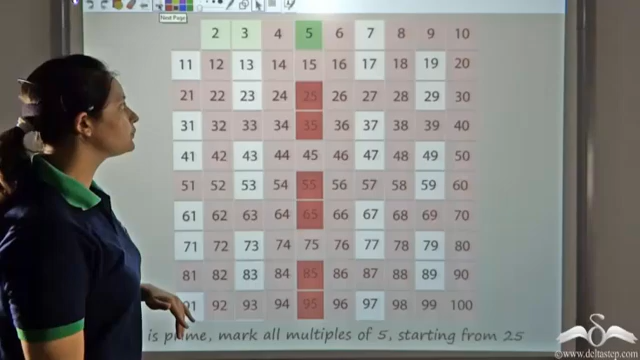 Next Page
2 3 4 5 6 7 8 9 10
11 12 13 14 15 16 17 18 19 20
21 22 23 24 25 26 27 28 29 30
31 32 33 34 35 36 37 38 39 40
41 42 43 44 45 46 47 48 49 50
51 52 53 54 55 56 57 58 59 60
61 62 63 64 65 66 67 68 69 70
71 72 73 74 75 76 77 78 79 80
81 82 83 84 85 86 87 88 89 90
91 92 93 94 95 96 97 98 99 100
is prime, mark all multiples of 5, starting from 25
©www.deltastep.com